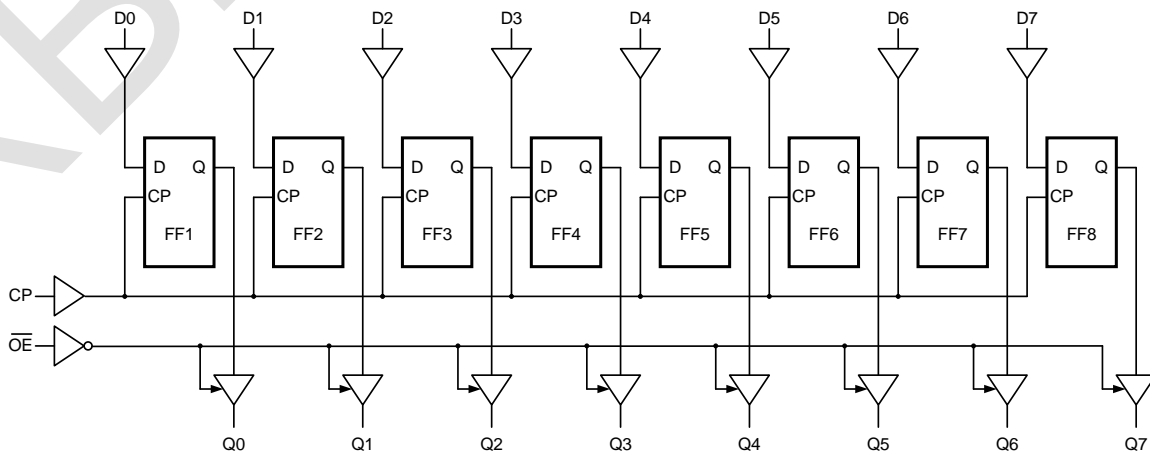 D0 D1 D2 D3 D4 D5 D6 D7
D Q D Q D Q D Q D Q D Q D Q D Q
CP CP CP CP CP CP CP CP
FF1 FF2 FF3 FF4 FF5 FF6 FF7 FF8
CP
O̅E̅
Q0 Q1 Q2 Q3 Q4 Q5 Q6 Q7